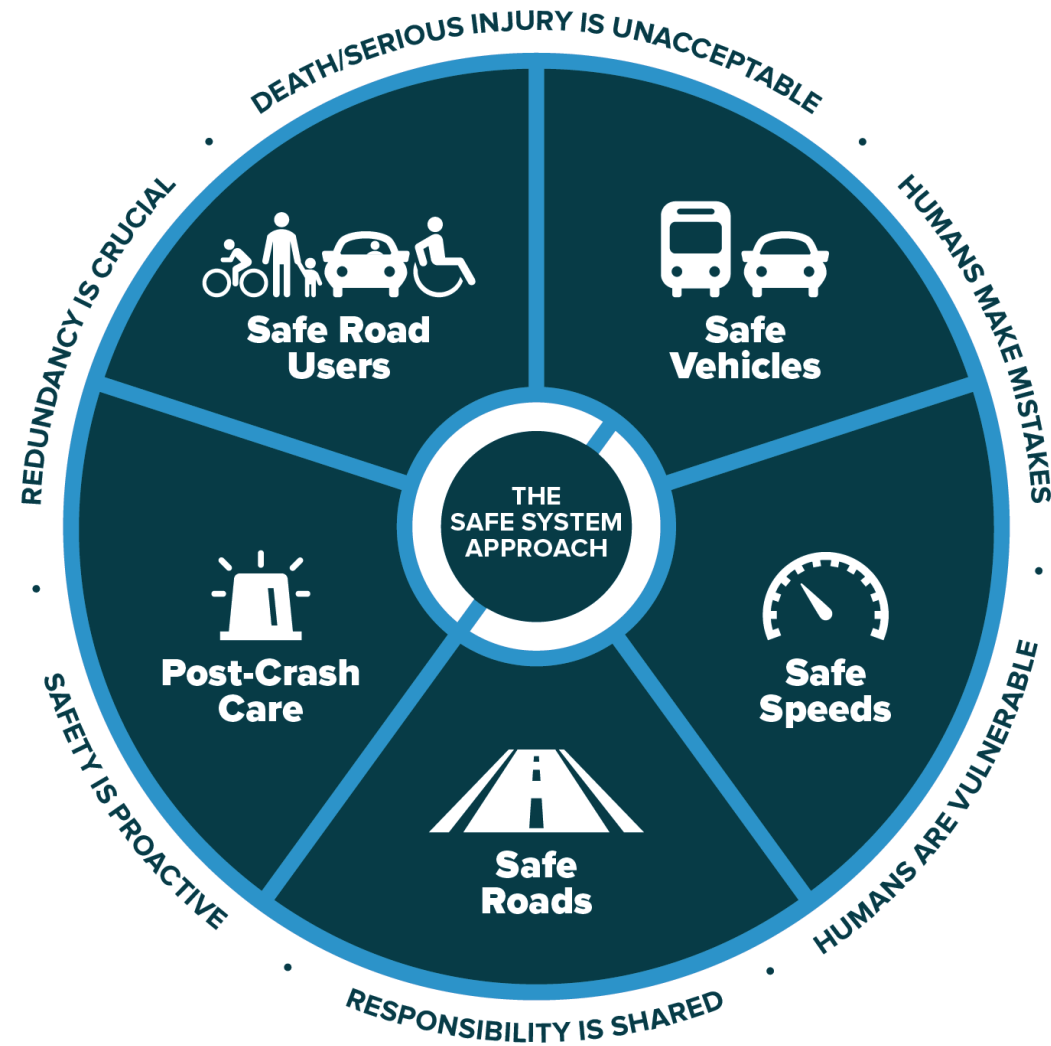 DEATH/SERIOUS INJURY IS UNACCEPTABLE
HUMANS MAKE MISTAKES
HUMANS ARE VULNERABLE
RESPONSIBILITY IS SHARED
SAFETY IS PROACTIVE
REDUNDANCY IS CRUCIAL
Safe Road
Users
Safe
Vehicles
THE
SAFE SYSTEM
APPROACH
Post-Crash
Care
Safe
Speeds
Safe
Roads